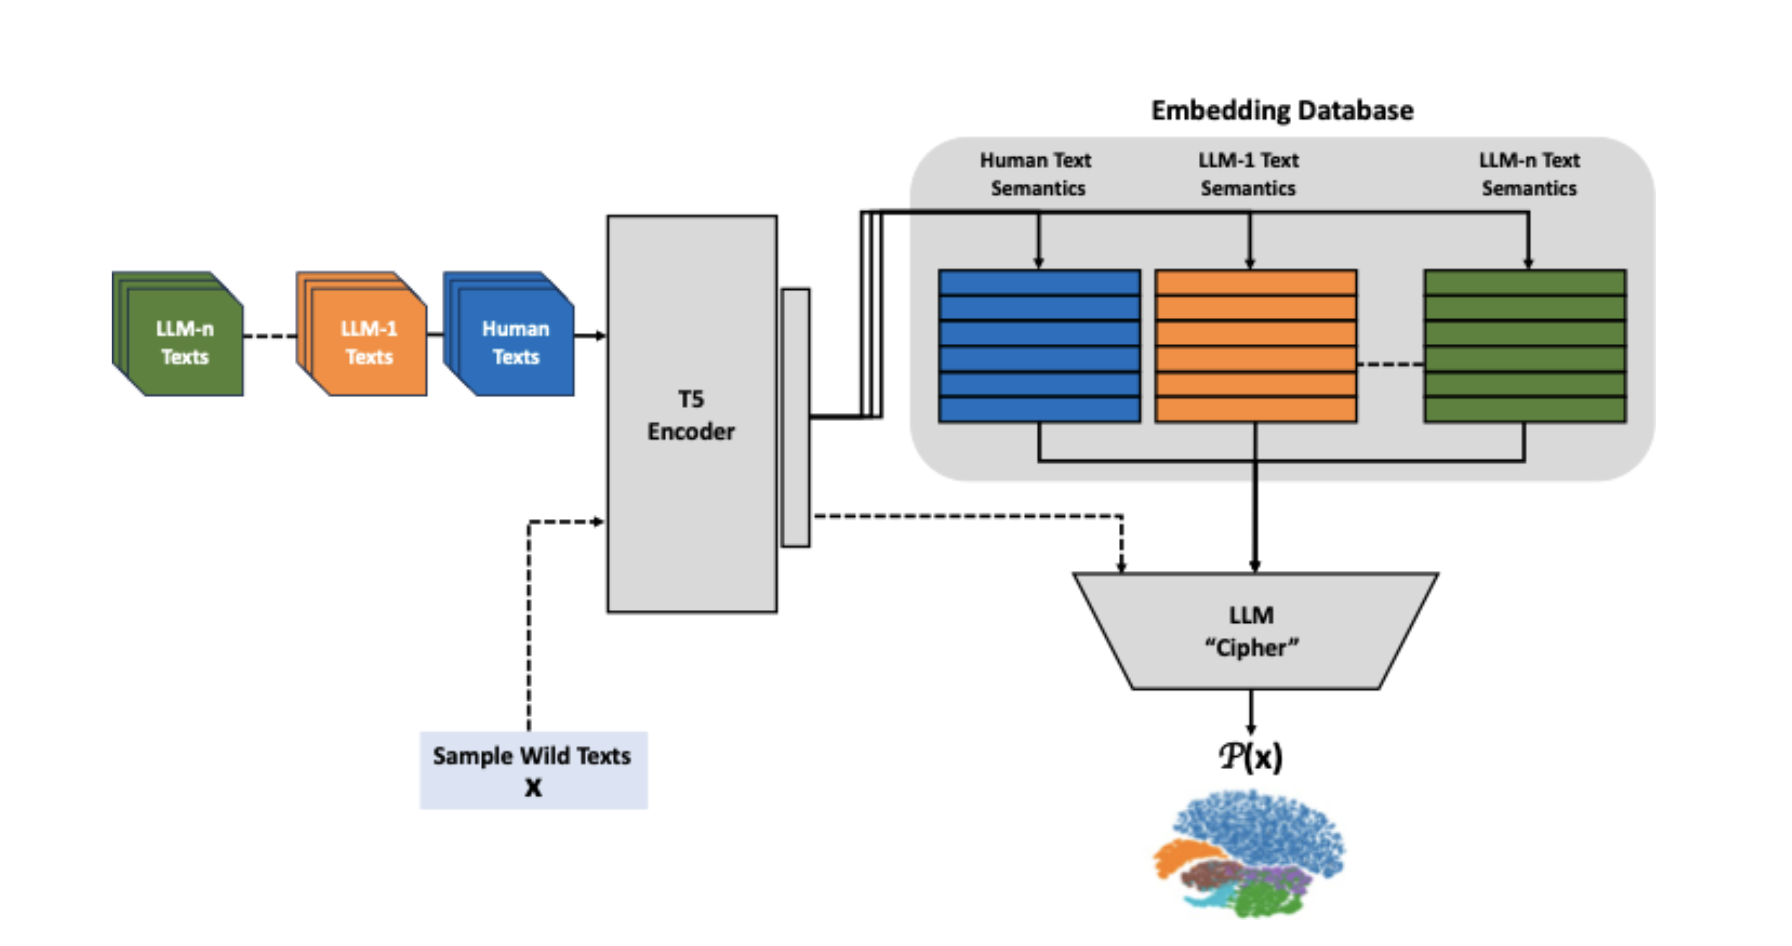 Embedding Database
Human Text
Semantics
LLM-1 Text
Semantics
LLM-n Text
Semantics
LLM-n
Texts
LLM-1
Texts
Human
Texts
T5
Encoder
LLM
“Cipher”
Sample Wild Texts
x
𝒫(x)